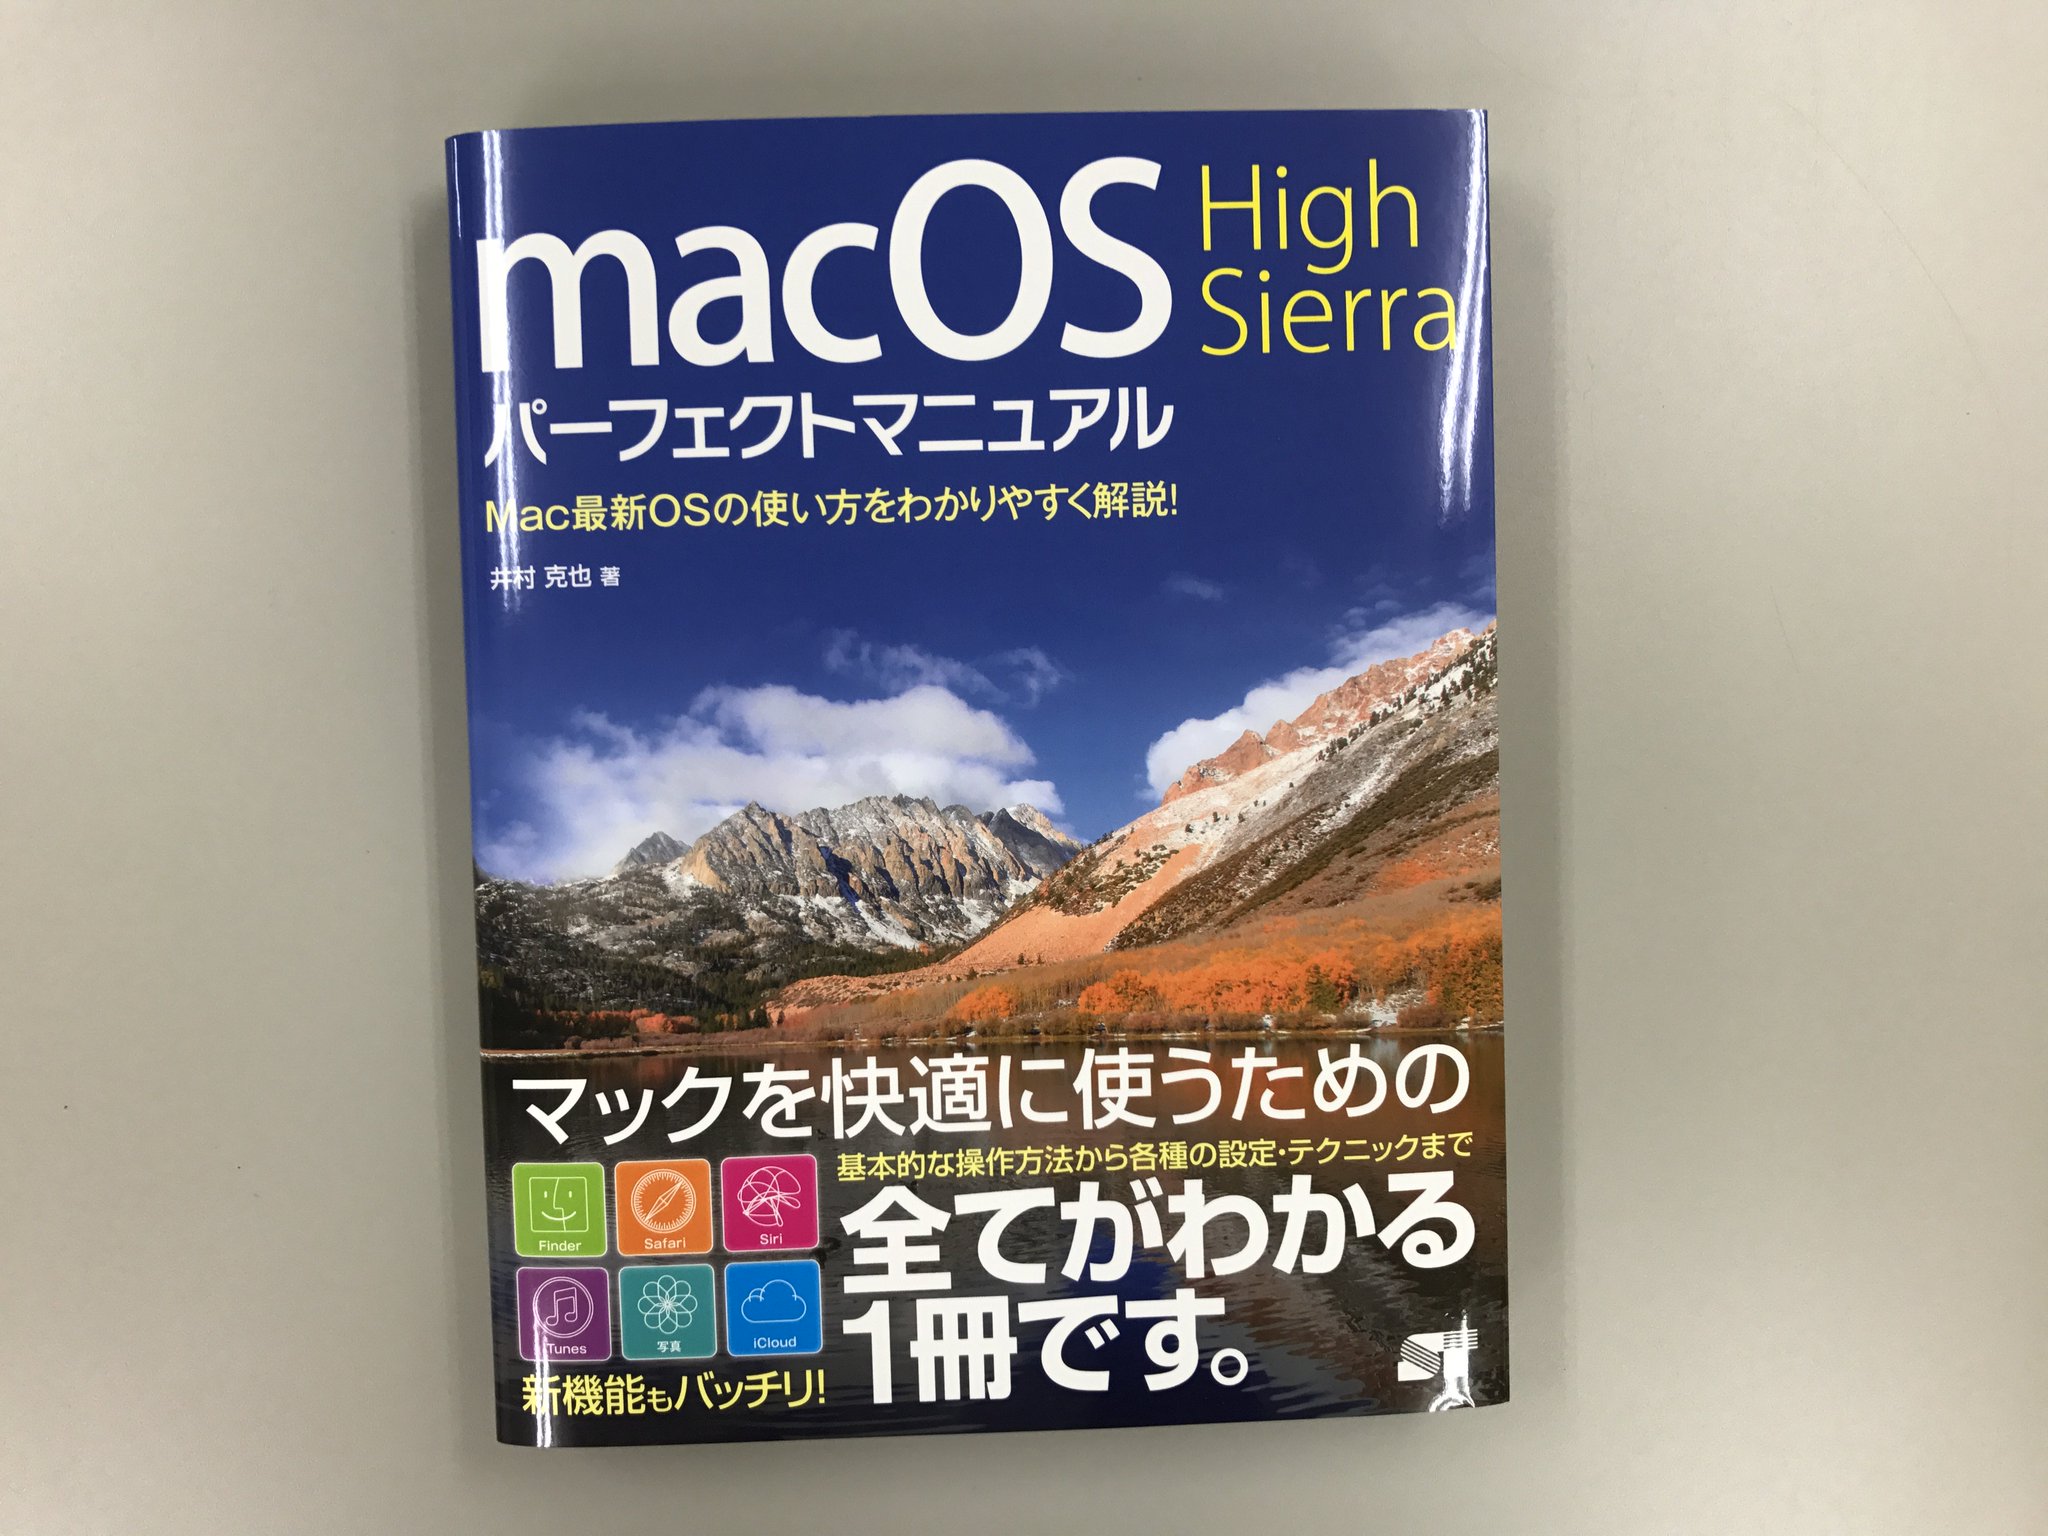 macOS
High
Sierra
パーフェクトマニュアル
Mac最新OSの使い方をわかりやすく解説!
井村 克也 著
マックを快適に使うための
基本的な操作方法から各種の設定・テクニックまで
全てがわかる
1冊です。
Finder
Safari
Siri
iTunes
写真
iCloud
新機能もバッチリ!